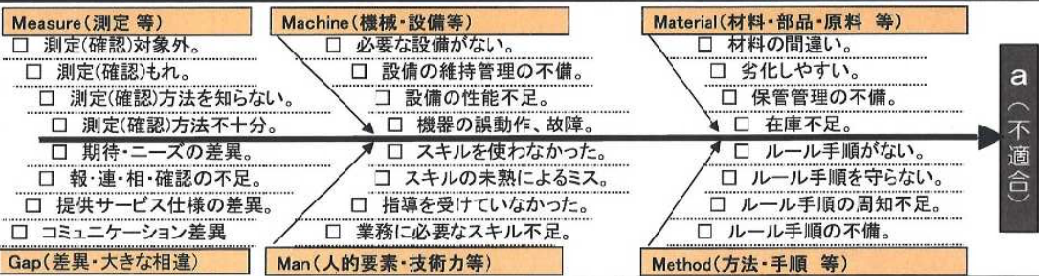 Measure(測定 等)
□ 測定(確認)対象外。
□ 測定(確認)もれ。
□ 測定(確認)方法を知らない。
□ 測定(確認)方法不十分。
□ 期待・ニーズの差異。
□ 報・連・相・確認の不足。
□ 提供サービス仕様の差異。
□ コミュニケーション差異
Gap(差異・大きな相違)
Machine(機械・設備等)
□ 必要な設備がない。
□ 設備の維持管理の不備。
□ 設備の性能不足。
□ 機器の誤動作、故障。
□ スキルを使わなかった。
□ スキルの未熟によるミス。
□ 指導を受けていなかった。
□ 業務に必要なスキル不足。
Man(人的要素・技術力等)
Material(材料・部品・原料 等)
□ 材料の間違い。
□ 劣化しやすい。
□ 保管管理の不備。
□ 在庫不足。
□ ルール手順がない。
□ ルール手順を守らない。
□ ルール手順の周知不足。
□ ルール手順の不備。
Method(方法・手順 等)
a(不適合)